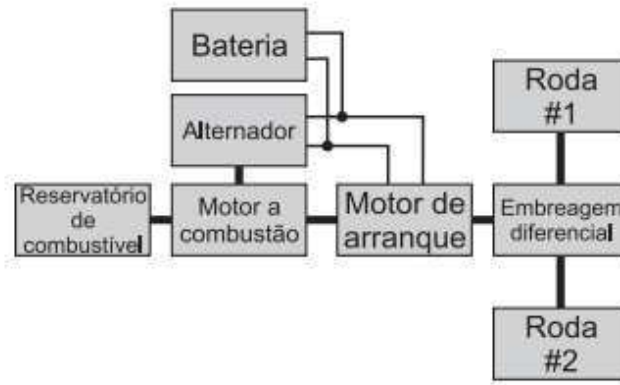 Bateria
Alternador
Roda
#1
Reservatório
de
combustível
Motor a
combustão
Motor de
arranque
Embreagem
diferencial
Roda
#2